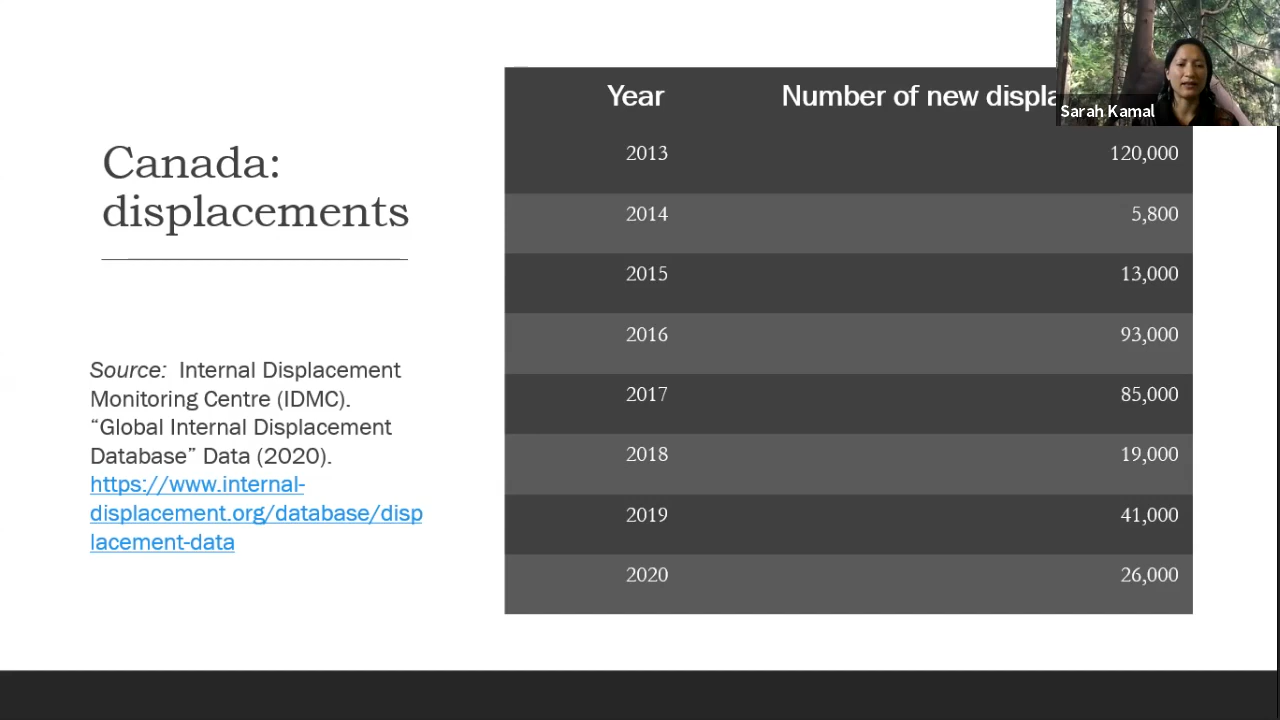 Canada:
displacements
Source: Internal Displacement
Monitoring Centre (IDMC).
“Global Internal Displacement
Database” Data (2020).
https://www.internal-
displacement.org/database/disp
lacement-data
Year Number of new
2013 120,000
2014 5,800
2015 13,000
2016 93,000
2017 85,000
2018 19,000
2019 41,000
2020 26,000
Sarah Kamal